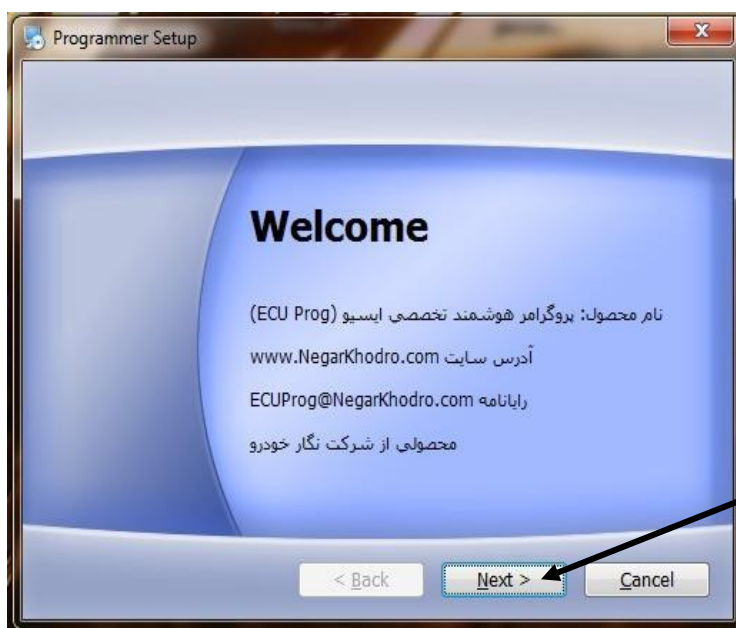 Programmer Setup
x
Welcome
نام محصول: پروگرامر هوشمند تخصصی ایسیو (ECU Prog)
آدرس سایت www.NegarKhodro.com
رایانامه ECUProg@NegarKhodro.com
محصولی از شرکت نگار خودرو
< Back Next > Cancel